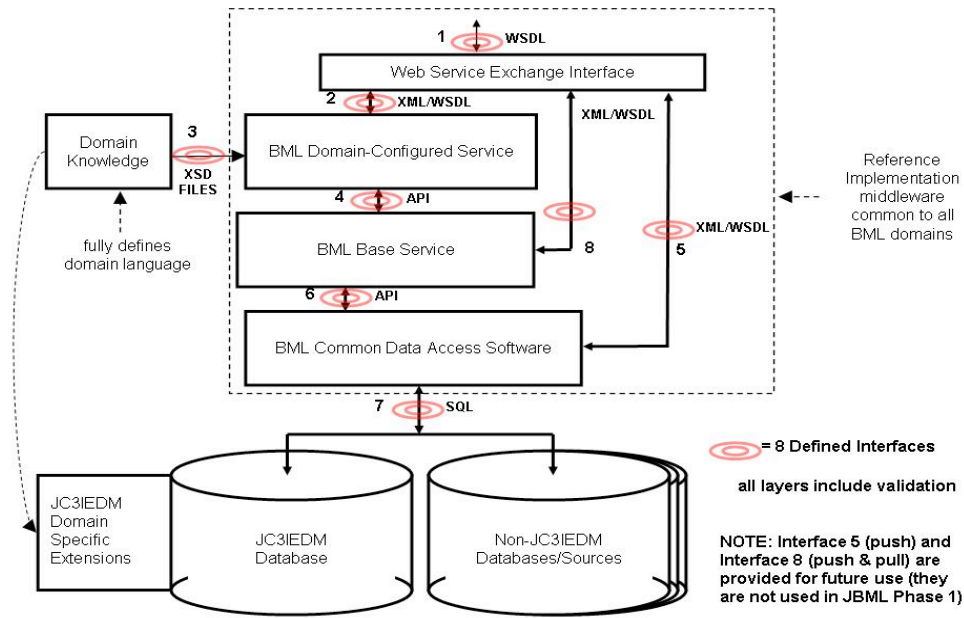 1
WSDL
Web Service Exchange Interface
2
XML/WSDL
XML/WSDL
3
Domain
Knowledge
XSD
FILES
BML Domain-Configured Service
Reference
Implementation
middleware
common to all
BML domains
4
API
fully defines
domain language
BML Base Service
8
XML/WSDL
5
6
API
BML Common Data Access Software
7
SQL
= 8 Defined Interfaces
all layers include validation
JC3IEDM
Domain
Specific
Extensions
JC3IEDM
Database
Non-JC3IEDM
Databases/Sources
NOTE: Interface 5 (push) and
Interface 8 (push & pull) are
provided for future use (they
are not used in JBML Phase 1)